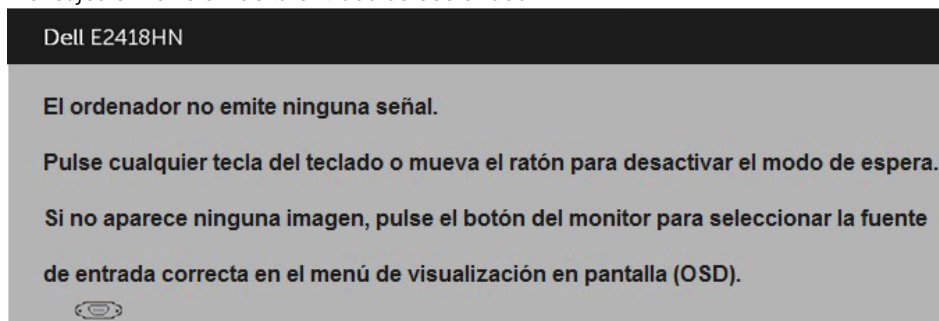 Dell E2418HN
El ordenador no emite ninguna señal.
Pulse cualquier tecla del teclado o mueva el ratón para desactivar el modo de espera.
Si no aparece ninguna imagen, pulse el botón del monitor para seleccionar la fuente
de entrada correcta en el menú de visualización en pantalla (OSD).